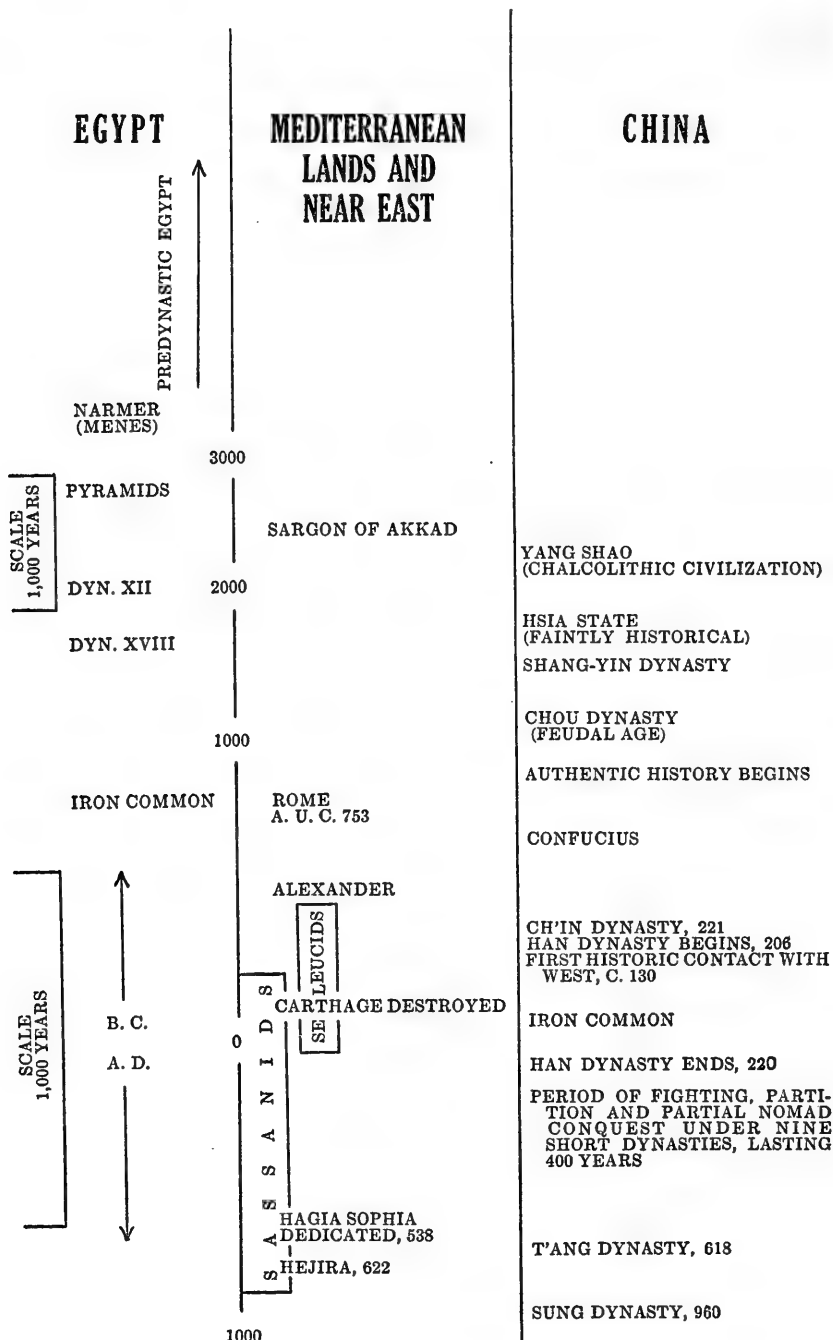 EGYPT
MEDITERRANEAN
LANDS AND
NEAR EAST
CHINA
PREDYNASTIC EGYPT
NARMER
(MENES)
3000
SCALE
1,000 YEARS
PYRAMIDS
SARGON OF AKKAD
YANG SHAO
(CHALCOLITHIC CIVILIZATION)
DYN. XII
2000
HSIA STATE
(FAINTLY HISTORICAL)
DYN. XVIII
SHANG-YIN DYNASTY
CHOU DYNASTY
(FEUDAL AGE)
1000
AUTHENTIC HISTORY BEGINS
IRON COMMON
ROME
A. U. C. 753
CONFUCIUS
ALEXANDER
SELEUCIDS
CH'IN DYNASTY, 221
HAN DYNASTY BEGINS, 206
FIRST HISTORIC CONTACT WITH
WEST, C. 130
SCALE
1,000 YEARS
CARTHAGE DESTROYED
B. C.
0
A. D.
IRON COMMON
HAN DYNASTY ENDS, 220
SASSANIDS
PERIOD OF FIGHTING, PARTI-
TION AND PARTIAL NOMAD
CONQUEST UNDER NINE
SHORT DYNASTIES, LASTING
400 YEARS
HAGIA SOPHIA
DEDICATED, 538
T'ANG DYNASTY, 618
HEJIRA, 622
SUNG DYNASTY, 960
1000